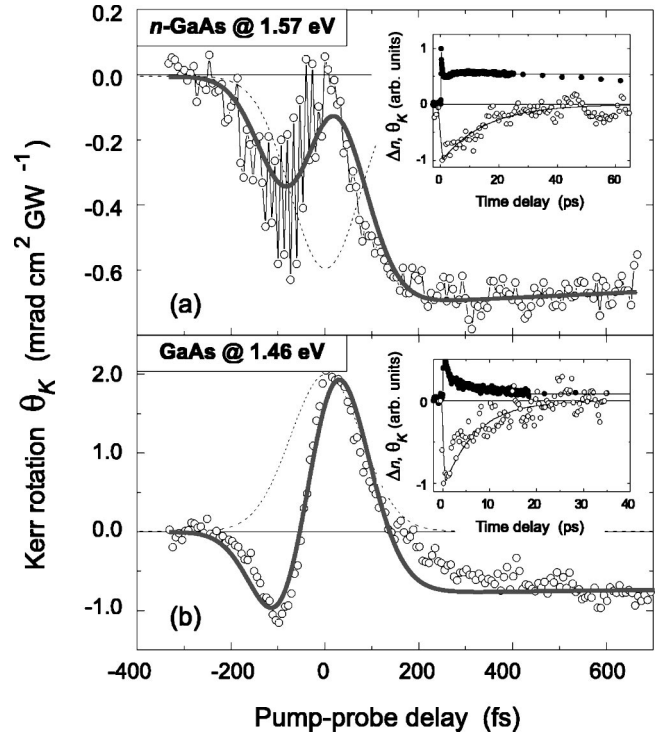 n-GaAs @ 1.57 eV
0.0
-0.2
-0.4
-0.6
(a)
1
0
-1
Δn, θK (arb. units)
0 20 40 60
Time delay (ps)
GaAs @ 1.46 eV
2.0
1.0
0.0
-1.0
(b)
0
-1
Δn, θK (arb. units)
0 10 20 30 40
Time delay (ps)
Kerr rotation θK (mrad cm² GW⁻¹)
-400 -200 0 200 400 600
Pump-probe delay (fs)